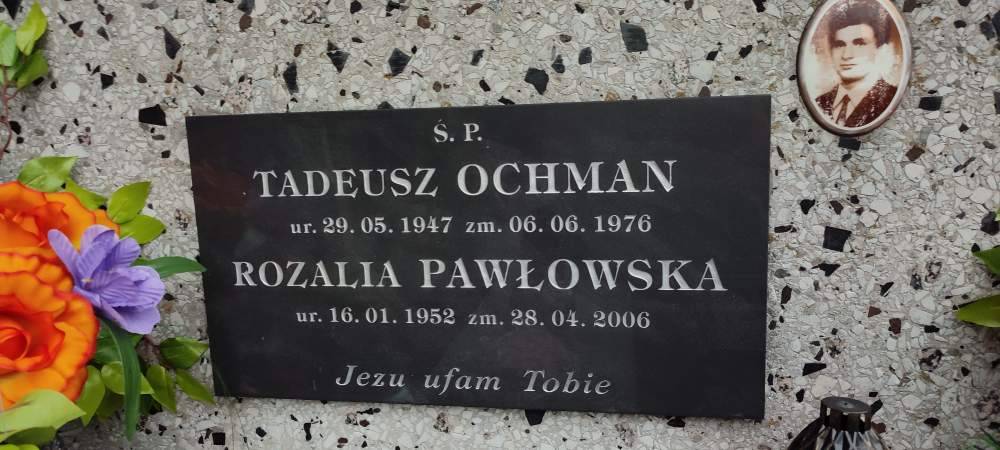 Ś. P.
TADEUSZ OCHMAN
ur. 29. 05. 1947 zm. 06. 06. 1976
ROZALIA PAWŁOWSKA
ur. 16. 01. 1952 zm. 28. 04. 2006
Jezu ufam Tobie